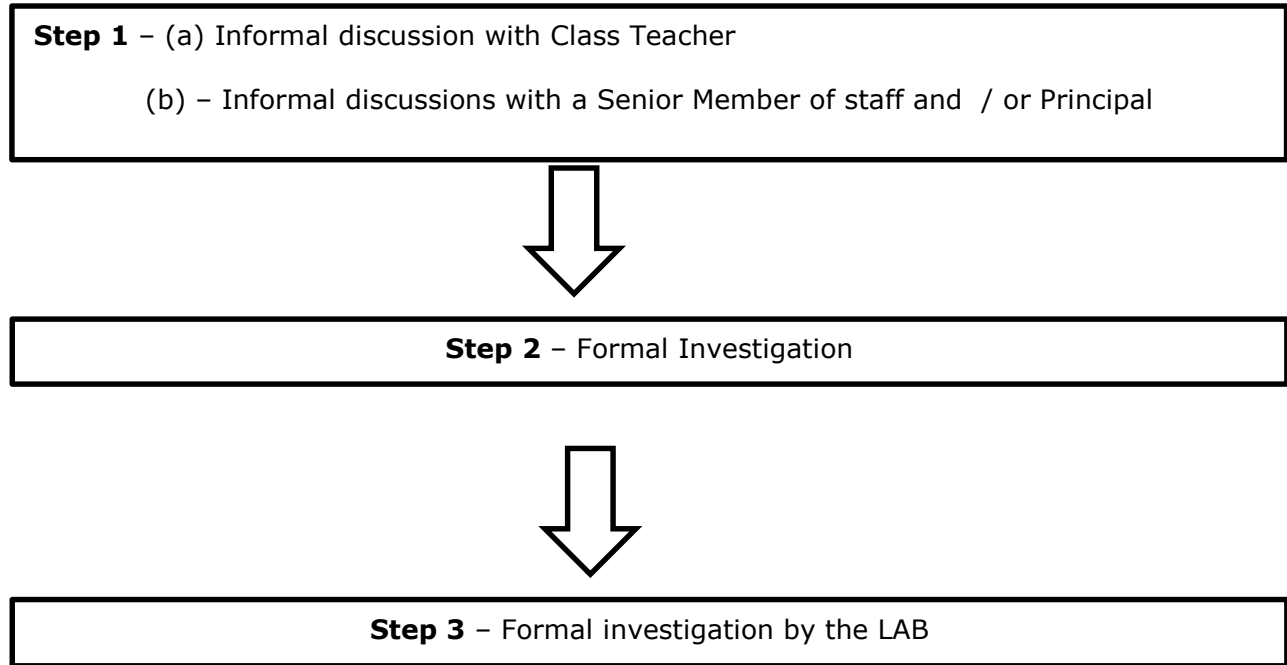 Step 1 – (a) Informal discussion with Class Teacher
(b) – Informal discussions with a Senior Member of staff and / or Principal
Step 2 – Formal Investigation
Step 3 – Formal investigation by the LAB